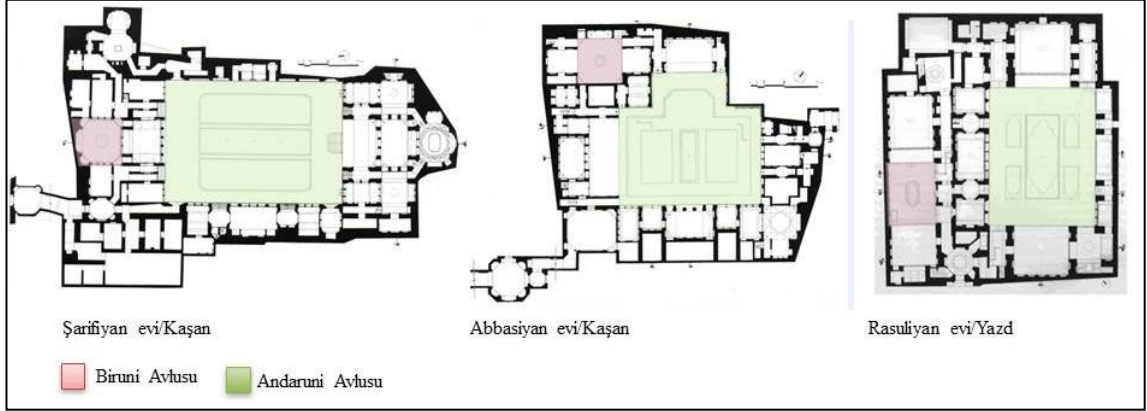 Şarifiyan evi/Kaşan
Abbasiyan evi/Kaşan
Rasuliyan evi/Yazd
Biruni Avlusu
Andaruni Avlusu